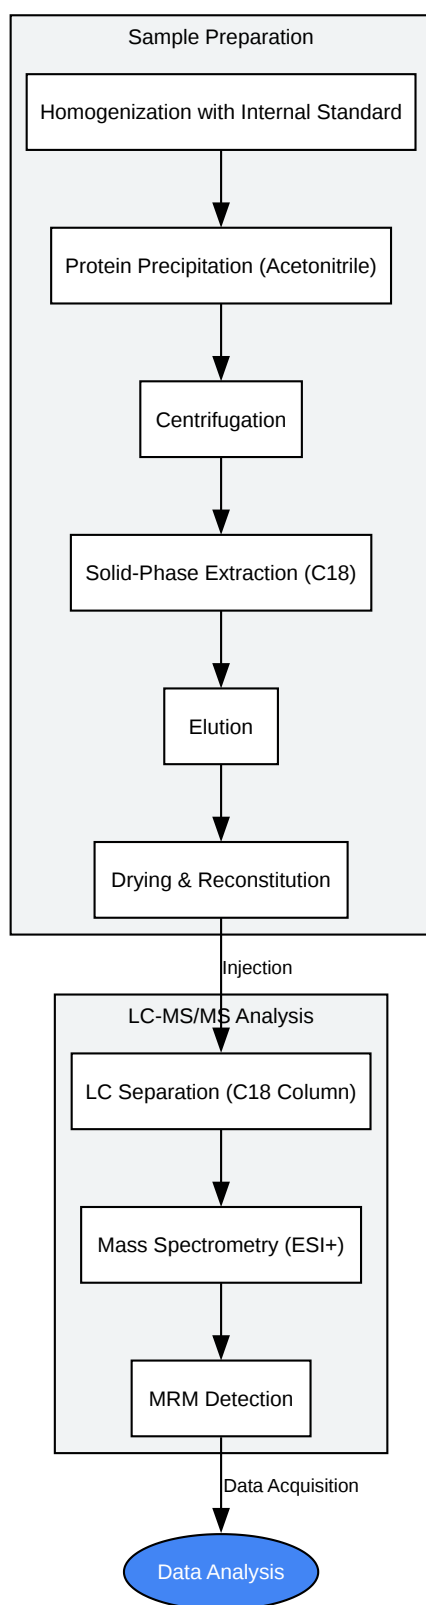 Sample Preparation
Homogenization with Internal Standard
Protein Precipitation (Acetonitrile)
Centrifugation
Solid-Phase Extraction (C18)
Elution
Drying & Reconstitution
Injection
LC-MS/MS Analysis
LC Separation (C18 Column)
Mass Spectrometry (ESI+)
MRM Detection
Data Acquisition
Data Analysis